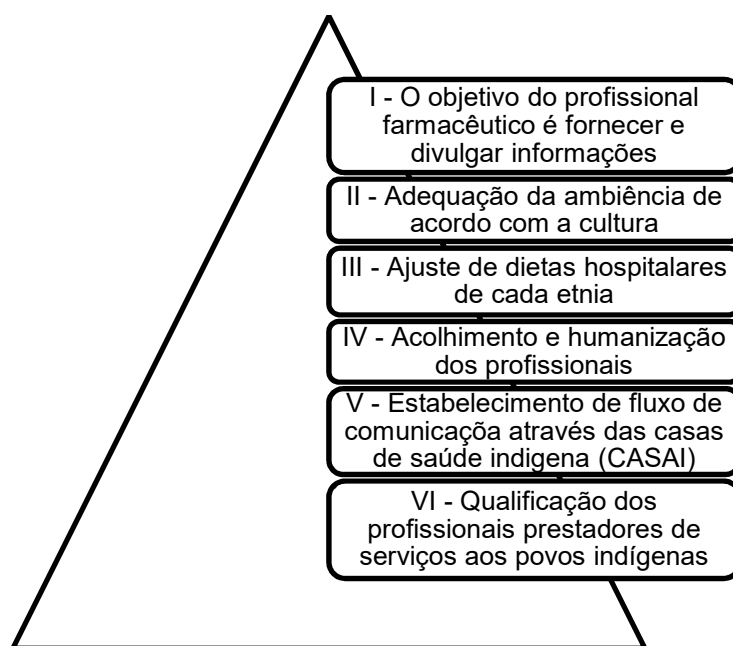 I - O objetivo do profissional
farmacêutico é fornecer e
divulgar informações
II - Adequação da ambiência de
acordo com a cultura
III - Ajuste de dietas hospitalares
de cada etnia
IV - Acolhimento e humanização
dos profissionais
V - Estabelecimento de fluxo de
comunicaçõa através das casas
de saúde indigena (CASAI)
VI - Qualificação dos
profissionais prestadores de
serviços aos povos indígenas